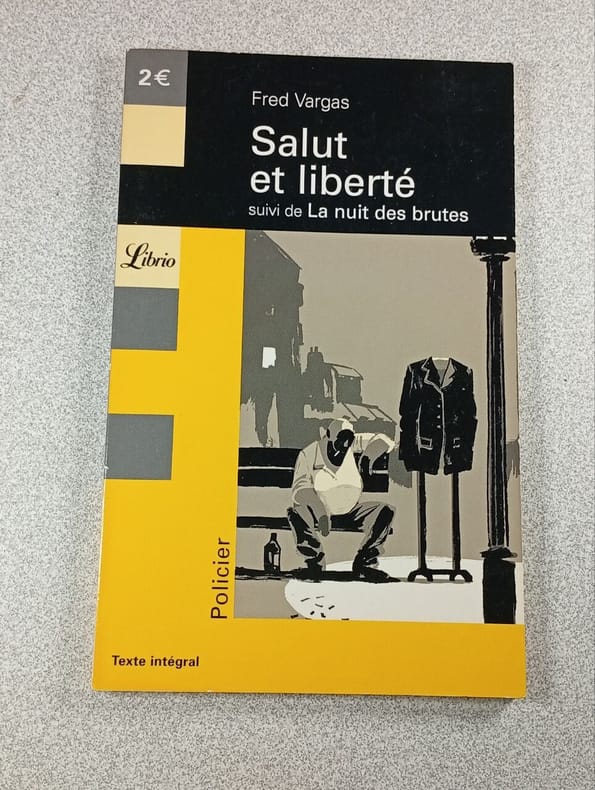 2€
Fred Vargas
Salut
et liberté
suivi de La nuit des brutes
Librio
Policier
Texte intégral